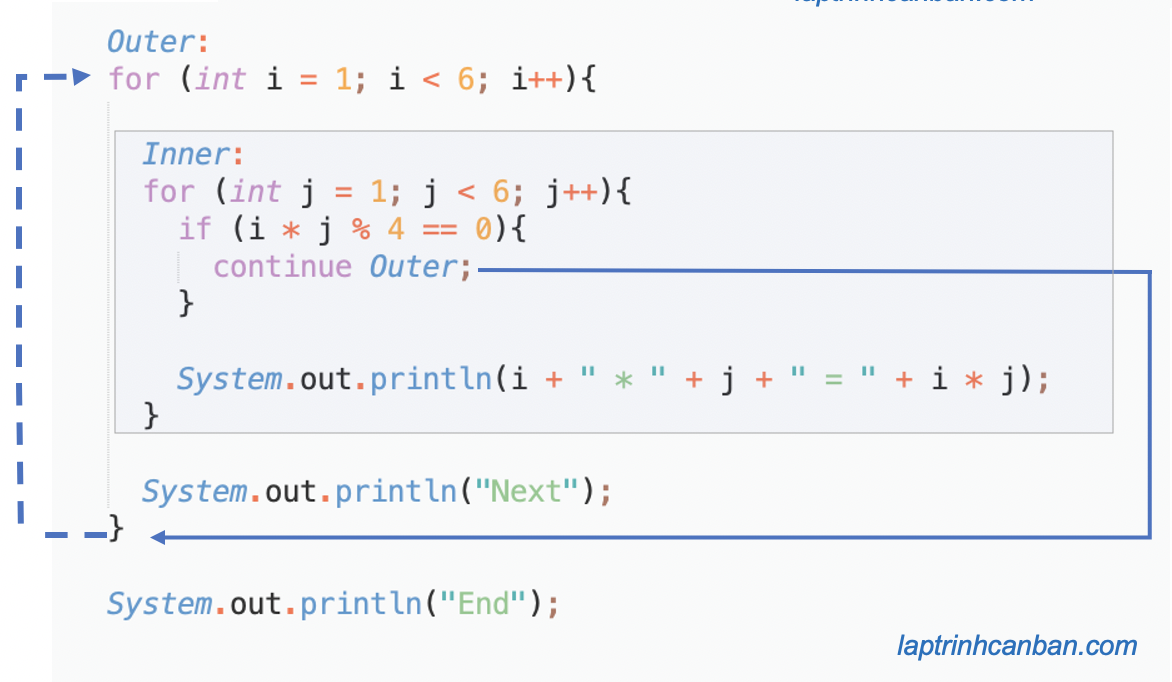 Outer:
for (int i = 1; i < 6; i++){
Inner:
for (int j = 1; j < 6; j++){
if (i * j % 4 == 0){
continue Outer;
}
System.out.println(i + " * " + j + " = " + i * j);
}
System.out.println("Next");
}
System.out.println("End");
laptrinhcanban.com